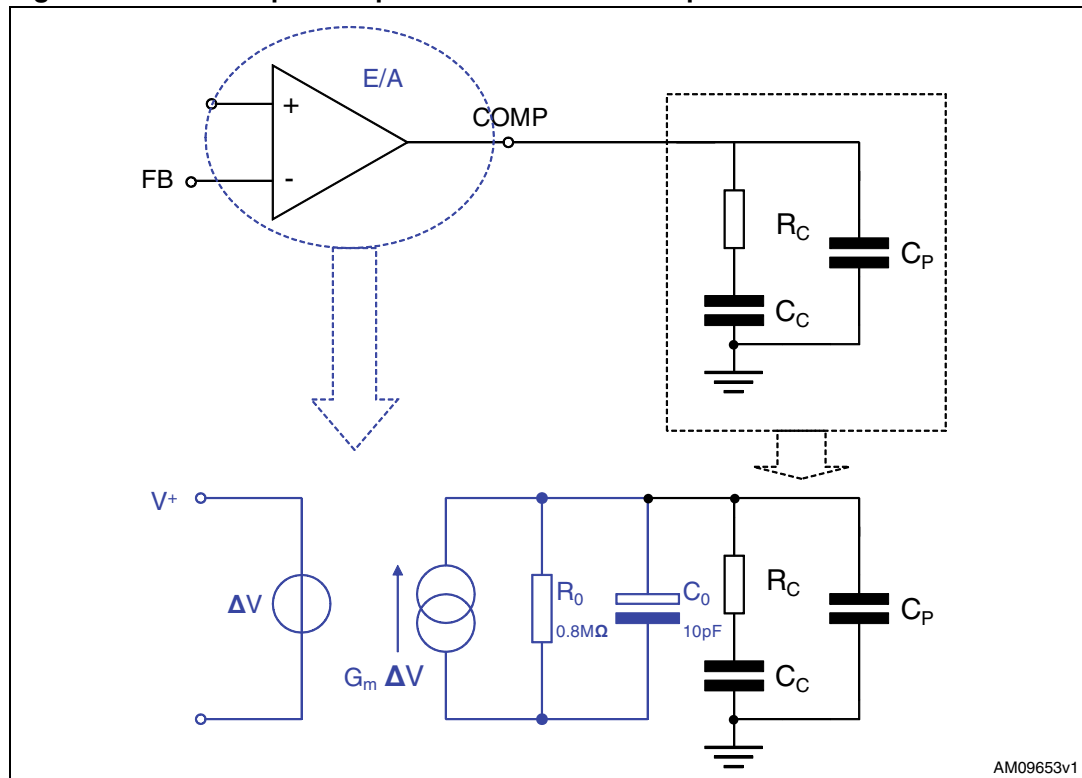 E/A
+
COMP
FB
-
R_C
C_P
C_C
V+
ΔV
G_m ΔV
R_0
0.8MΩ
C_0
10pF
R_C
C_P
C_C
AM09653v1